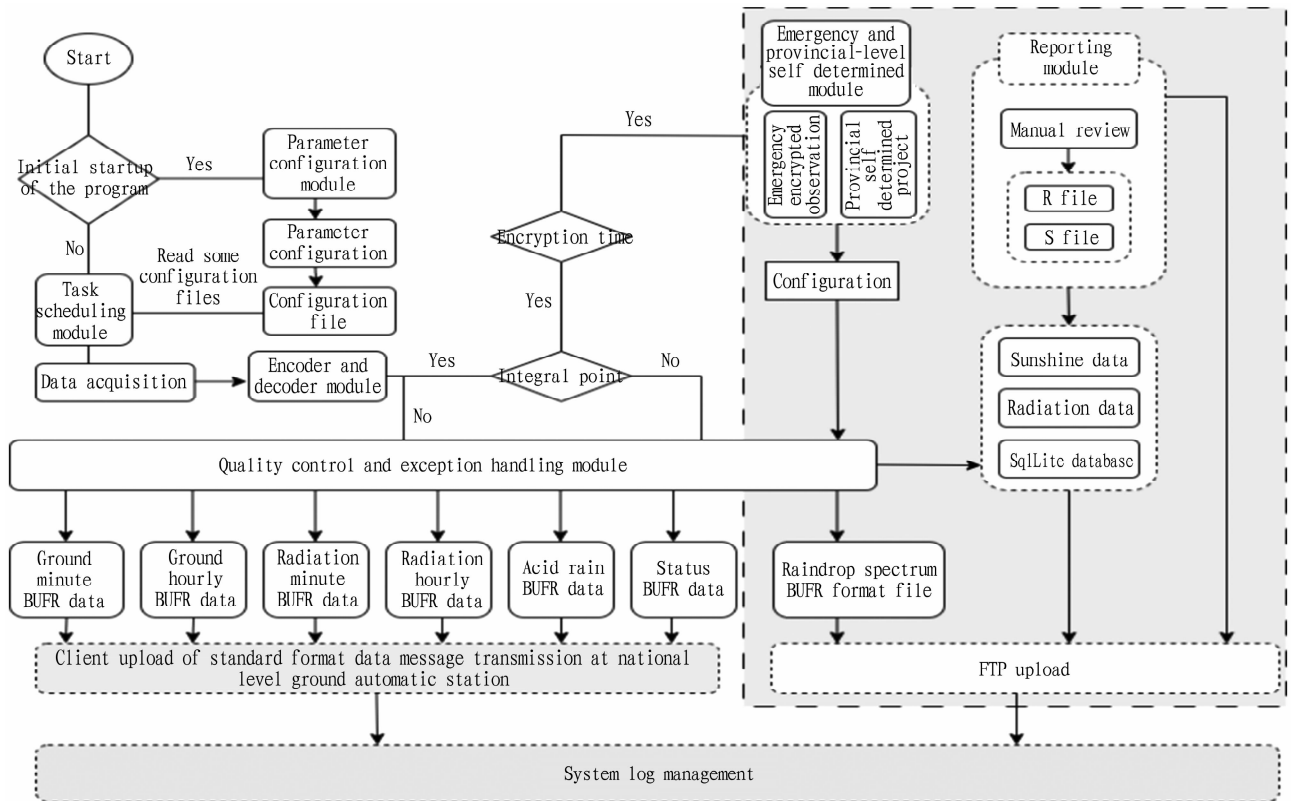 Start
Initial startup
of the program
Yes
No
Parameter
configuration
module
Parameter
configuration
Configuration
file
Read some
configuration
files
Task
scheduling
module
Data acquisition
Encoder and
decoder module
Yes
No
Integral point
No
Yes
Encryption time
Yes
Emergency and
provincial-level
self determined
module
Emergency
encrypted
observation
Provincial
self
determined
project
Configuration
Reporting
module
Manual review
R file
S file
Sunshine data
Radiation data
SqlLitc databasc
Quality control and exception handling module
Ground
minute
BUFR data
Ground
hourly
BUFR data
Radiation
minute
BUFR data
Radiation
hourly
BUFR data
Acid rain
BUFR data
Status
BUFR data
Raindrop spectrum
BUFR format file
Client upload of standard format data message transmission at national
level ground automatic station
FTP upload
System log management